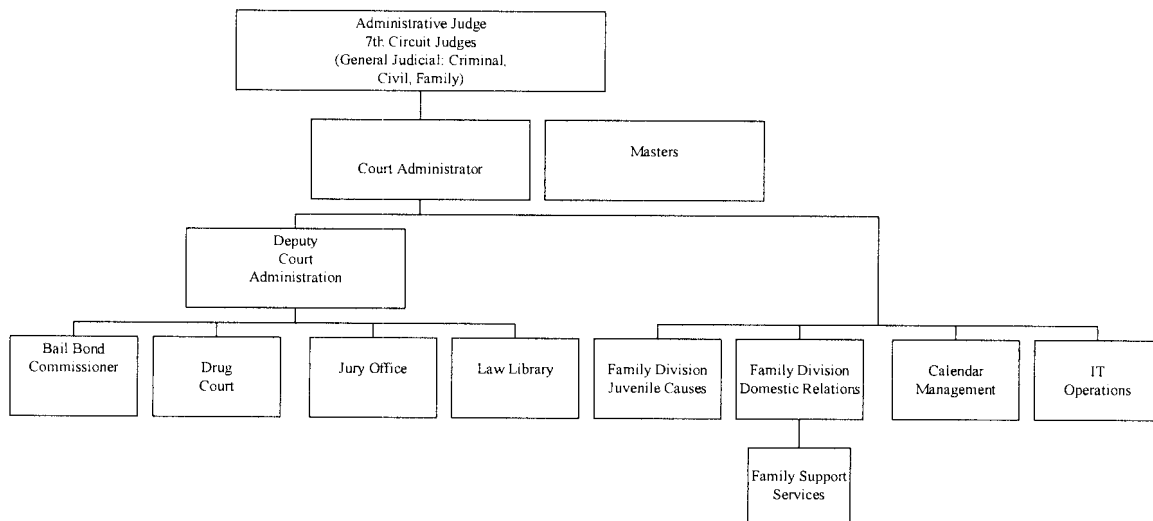 Administrative Judge
7th Circuit Judges
(General Judicial: Criminal,
Civil, Family)
Court Administrator
Masters
Deputy
Court
Administration
Bail Bond
Commissioner
Drug
Court
Jury Office
Law Library
Family Division
Juvenile Causes
Family Division
Domestic Relations
Calendar
Management
IT
Operations
Family Support
Services